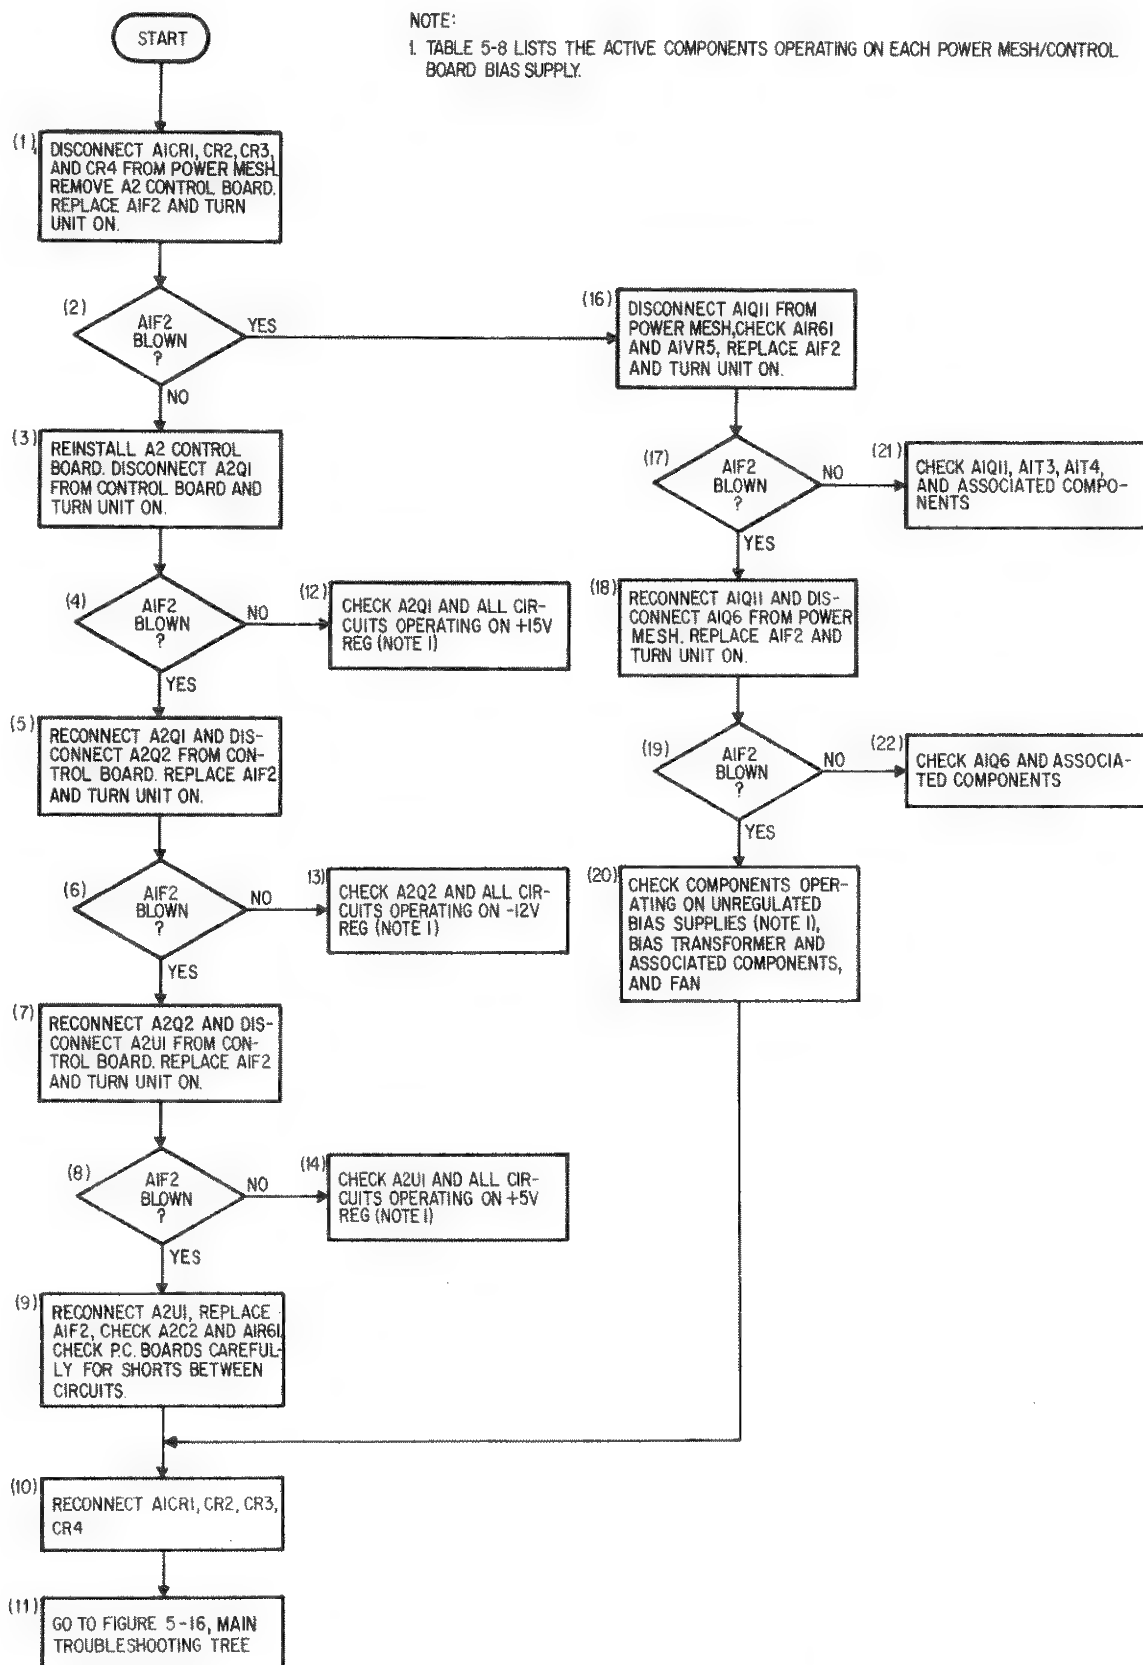 START
NOTE:
1. TABLE 5-8 LISTS THE ACTIVE COMPONENTS OPERATING ON EACH POWER MESH/CONTROL
BOARD BIAS SUPPLY.
(1)
DISCONNECT A1CR1, CR2, CR3,
AND CR4 FROM POWER MESH.
REMOVE A2 CONTROL BOARD.
REPLACE A1F2 AND TURN
UNIT ON.
(2)
A1F2
BLOWN
?
YES
NO
(3)
REINSTALL A2 CONTROL
BOARD. DISCONNECT A2Q1
FROM CONTROL BOARD AND
TURN UNIT ON.
(4)
A1F2
BLOWN
?
NO
YES
(12)
CHECK A2Q1 AND ALL CIR-
CUITS OPERATING ON +15V
REG (NOTE 1)
(5)
RECONNECT A2Q1 AND DIS-
CONNECT A2Q2 FROM CON-
TROL BOARD. REPLACE A1F2
AND TURN UNIT ON.
(6)
A1F2
BLOWN
?
NO
YES
13)
CHECK A2Q2 AND ALL CIR-
CUITS OPERATING ON -12V
REG (NOTE 1)
(7)
RECONNECT A2Q2 AND DIS-
CONNECT A2U1 FROM CON-
TROL BOARD. REPLACE A1F2
AND TURN UNIT ON.
(8)
A1F2
BLOWN
?
NO
YES
(14)
CHECK A2U1 AND ALL CIR-
CUITS OPERATING ON +5V
REG (NOTE 1)
(9)
RECONNECT A2U1, REPLACE
A1F2, CHECK A2C2 AND A1R61.
CHECK P.C. BOARDS CAREFUL-
LY FOR SHORTS BETWEEN
CIRCUITS.
(10)
RECONNECT A1CR1, CR2, CR3,
CR4
(11)
GO TO FIGURE 5-16, MAIN
TROUBLESHOOTING TREE
(16)
DISCONNECT A1Q11 FROM
POWER MESH, CHECK A1R61
AND A1VR5, REPLACE A1F2
AND TURN UNIT ON.
(17)
A1F2
BLOWN
?
NO
YES
(21)
CHECK A1Q11, A1T3, A1T4,
AND ASSOCIATED COMPO-
NENTS
(18)
RECONNECT A1Q11 AND DIS-
CONNECT A1Q6 FROM POWER
MESH. REPLACE A1F2 AND
TURN UNIT ON.
(19)
A1F2
BLOWN
?
NO
YES
(22)
CHECK A1Q6 AND ASSOCIA-
TED COMPONENTS
(20)
CHECK COMPONENTS OPER-
ATING ON UNREGULATED
BIAS SUPPLIES (NOTE 1),
BIAS TRANSFORMER AND
ASSOCIATED COMPONENTS,
AND FAN